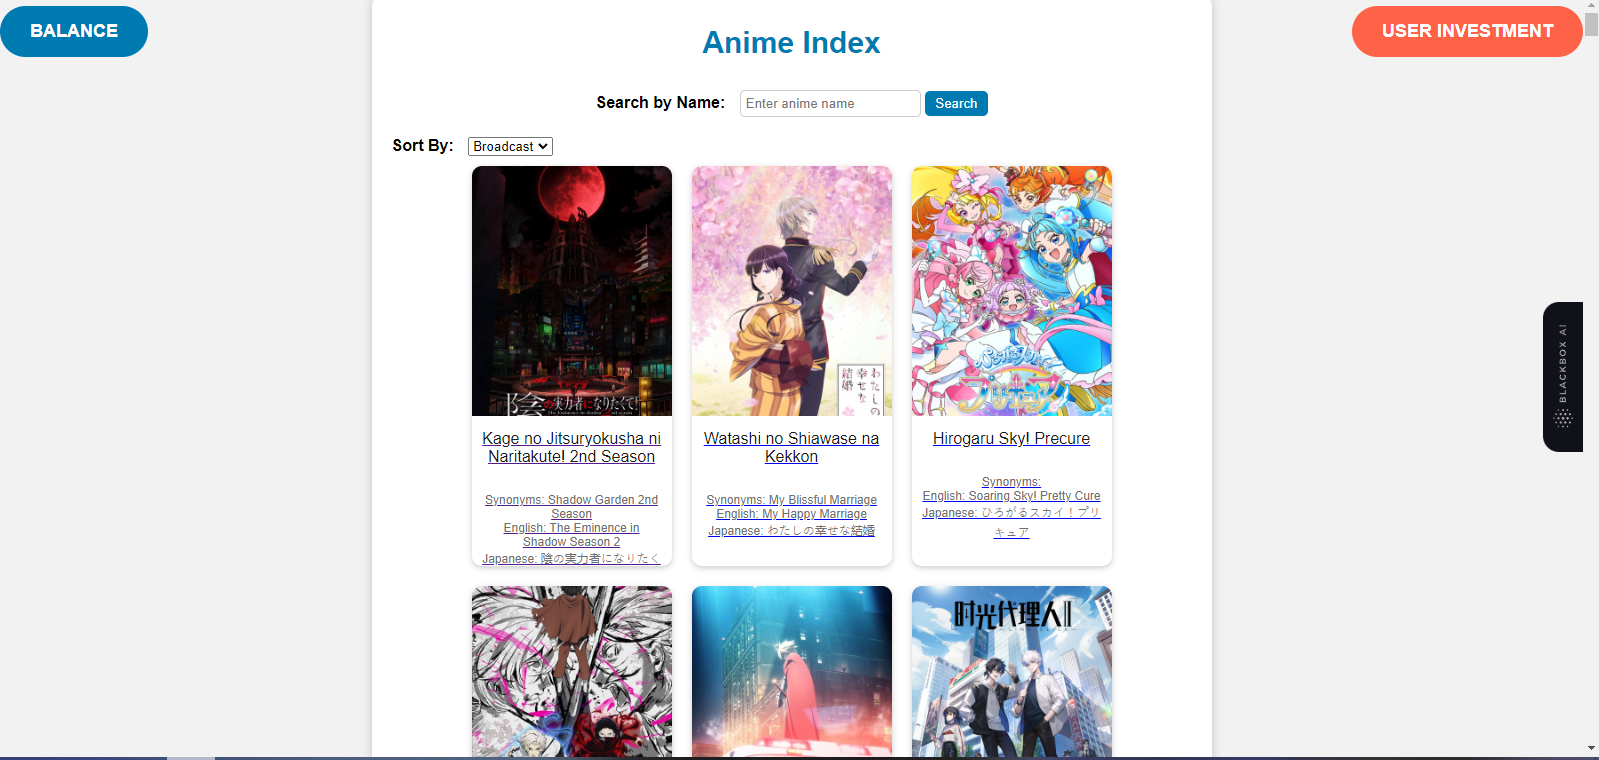 BALANCE
Anime Index
USER INVESTMENT
Search by Name:
Enter anime name
Search
Sort By:
Broadcast
陰の実力者になりたくて!
The Eminence in Shadow 2nd season
わたしの
幸せな
結婚
ひろがるスカイ!
プリキュア
Kage no Jitsuryokusha ni
Naritakute! 2nd Season
Synonyms: Shadow Garden 2nd
Season
English: The Eminence in
Shadow Season 2
Japanese: 陰の実力者になりたく
Watashi no Shiawase na
Kekkon
Synonyms: My Blissful Marriage
English: My Happy Marriage
Japanese: わたしの幸せな結婚
Hirogaru Sky! Precure
Synonyms:
English: Soaring Sky! Pretty Cure
Japanese: ひろがるスカイ！プリ
キュア
时光代理人II
BLACKBOX AI